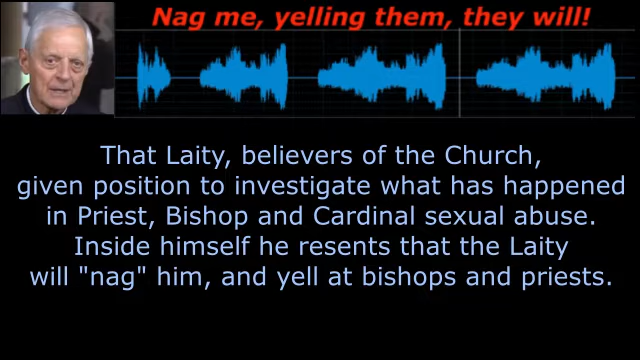 Nag me, yelling them, they will!
That Laity, believers of the Church,
given position to investigate what has happened
in Priest, Bishop and Cardinal sexual abuse.
Inside himself he resents that the Laity
will "nag" him, and yell at bishops and priests.